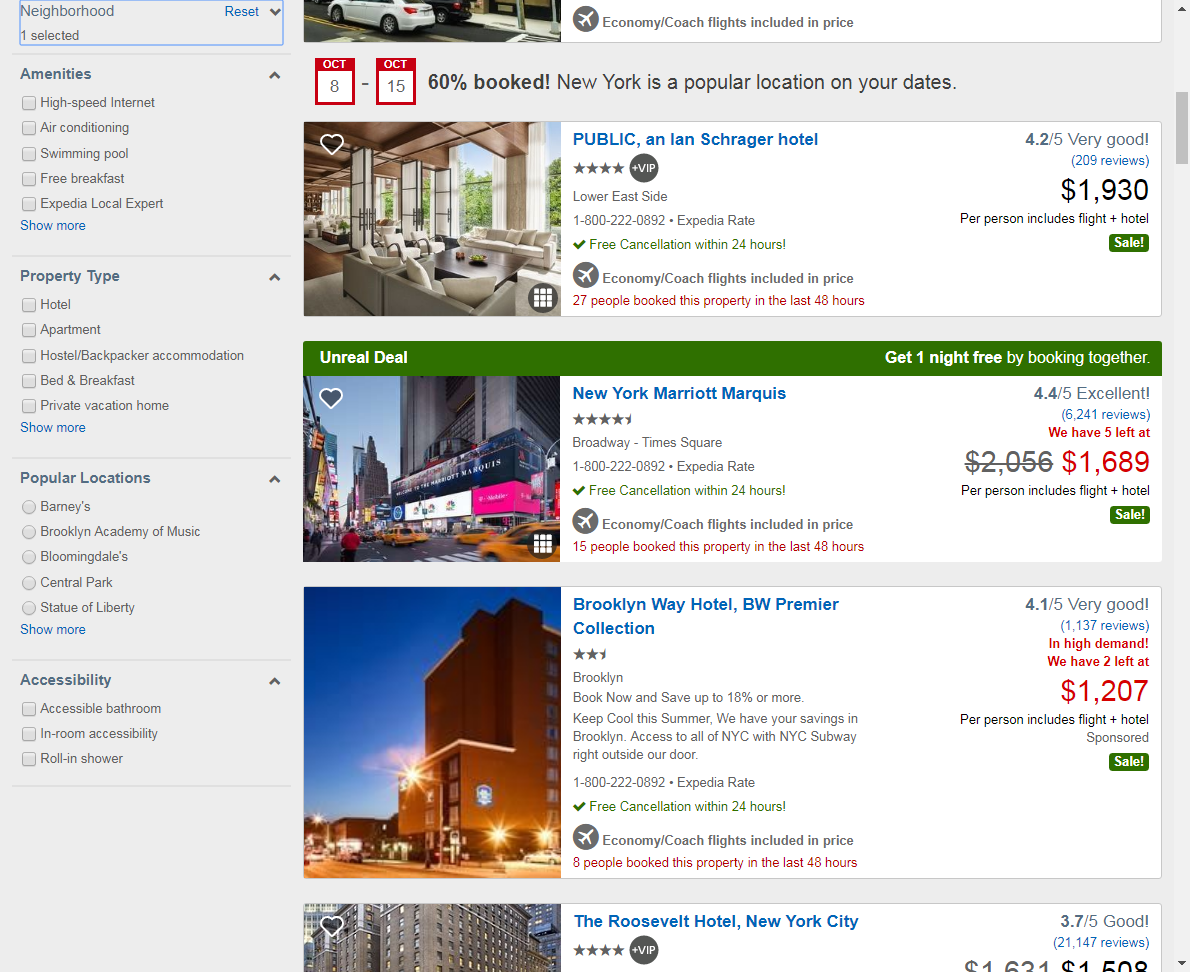 Neighborhood Reset
1 selected
Amenities
High-speed Internet
Air conditioning
Swimming pool
Free breakfast
Expedia Local Expert
Show more
Property Type
Hotel
Apartment
Hostel/Backpacker accommodation
Bed & Breakfast
Private vacation home
Show more
Popular Locations
Barney's
Brooklyn Academy of Music
Bloomingdale's
Central Park
Statue of Liberty
Show more
Accessibility
Accessible bathroom
In-room accessibility
Roll-in shower
Economy/Coach flights included in price
OCT
8
-
OCT
15
60% booked! New York is a popular location on your dates.
PUBLIC, an Ian Schrager hotel
+VIP
Lower East Side
1-800-222-0892 • Expedia Rate
Free Cancellation within 24 hours!
Economy/Coach flights included in price
27 people booked this property in the last 48 hours
4.2/5 Very good!
(209 reviews)
$1,930
Per person includes flight + hotel
Sale!
Unreal Deal
Get 1 night free by booking together.
WELCOME TO THE NEW YORK MARRIOTT MARQUIS
T-Mobile
New York Marriott Marquis
Broadway - Times Square
1-800-222-0892 • Expedia Rate
Free Cancellation within 24 hours!
Economy/Coach flights included in price
15 people booked this property in the last 48 hours
4.4/5 Excellent!
(6,241 reviews)
We have 5 left at
$2,056 $1,689
Per person includes flight + hotel
Sale!
Brooklyn Way Hotel, BW Premier
Collection
Brooklyn
Book Now and Save up to 18% or more.
Keep Cool this Summer, We have your savings in
Brooklyn. Access to all of NYC with NYC Subway
right outside our door.
1-800-222-0892 • Expedia Rate
Free Cancellation within 24 hours!
Economy/Coach flights included in price
8 people booked this property in the last 48 hours
4.1/5 Very good!
(1,137 reviews)
In high demand!
We have 2 left at
$1,207
Per person includes flight + hotel
Sponsored
Sale!
The Roosevelt Hotel, New York City
+VIP
3.7/5 Good!
(21,147 reviews)
$1,631 $1,508